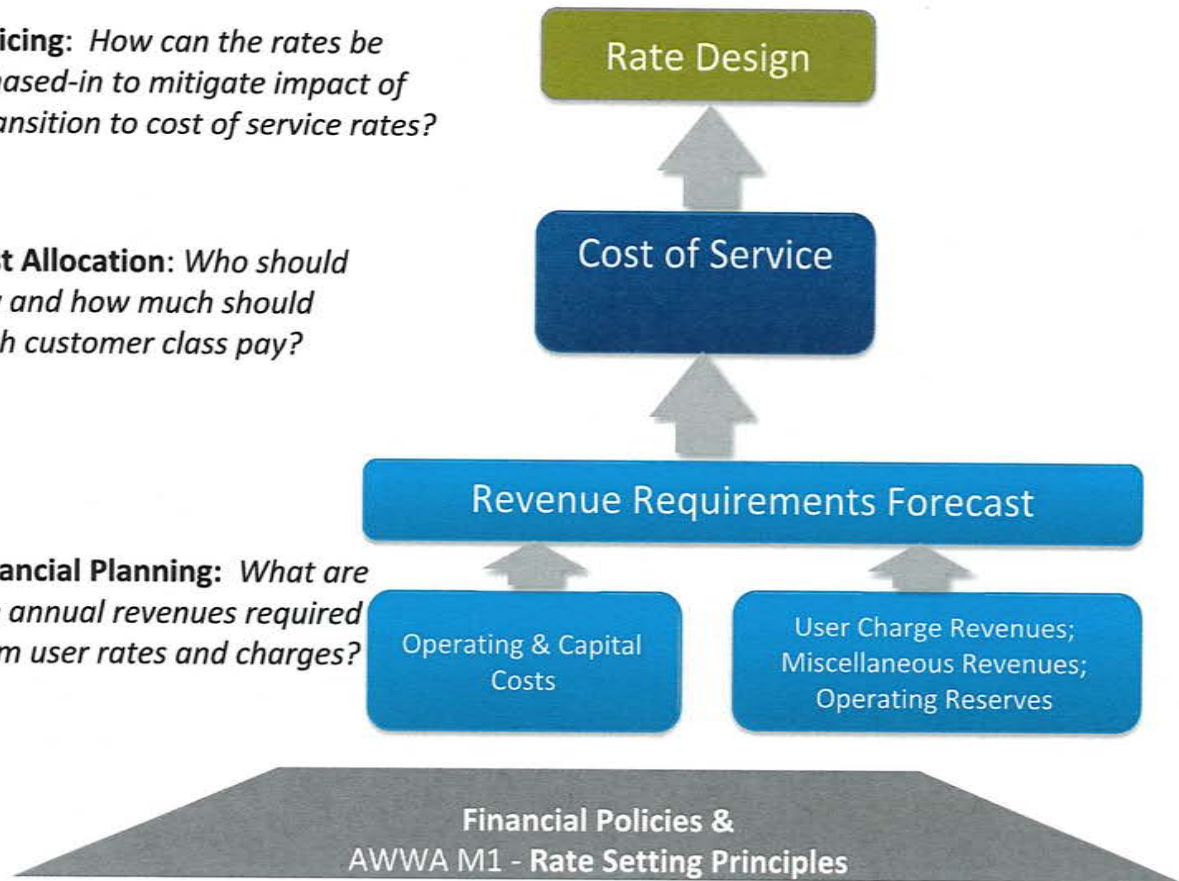 icing: How can the rates be
ased-in to mitigate impact of
ansition to cost of service rates?
Rate Design
st Allocation: Who should
and how much should
h customer class pay?
Cost of Service
Revenue Requirements Forecast
ancial Planning: What are
annual revenues required
m user rates and charges?
Operating & Capital
Costs
User Charge Revenues;
Miscellaneous Revenues;
Operating Reserves
Financial Policies &
AWWA M1 - Rate Setting Principles